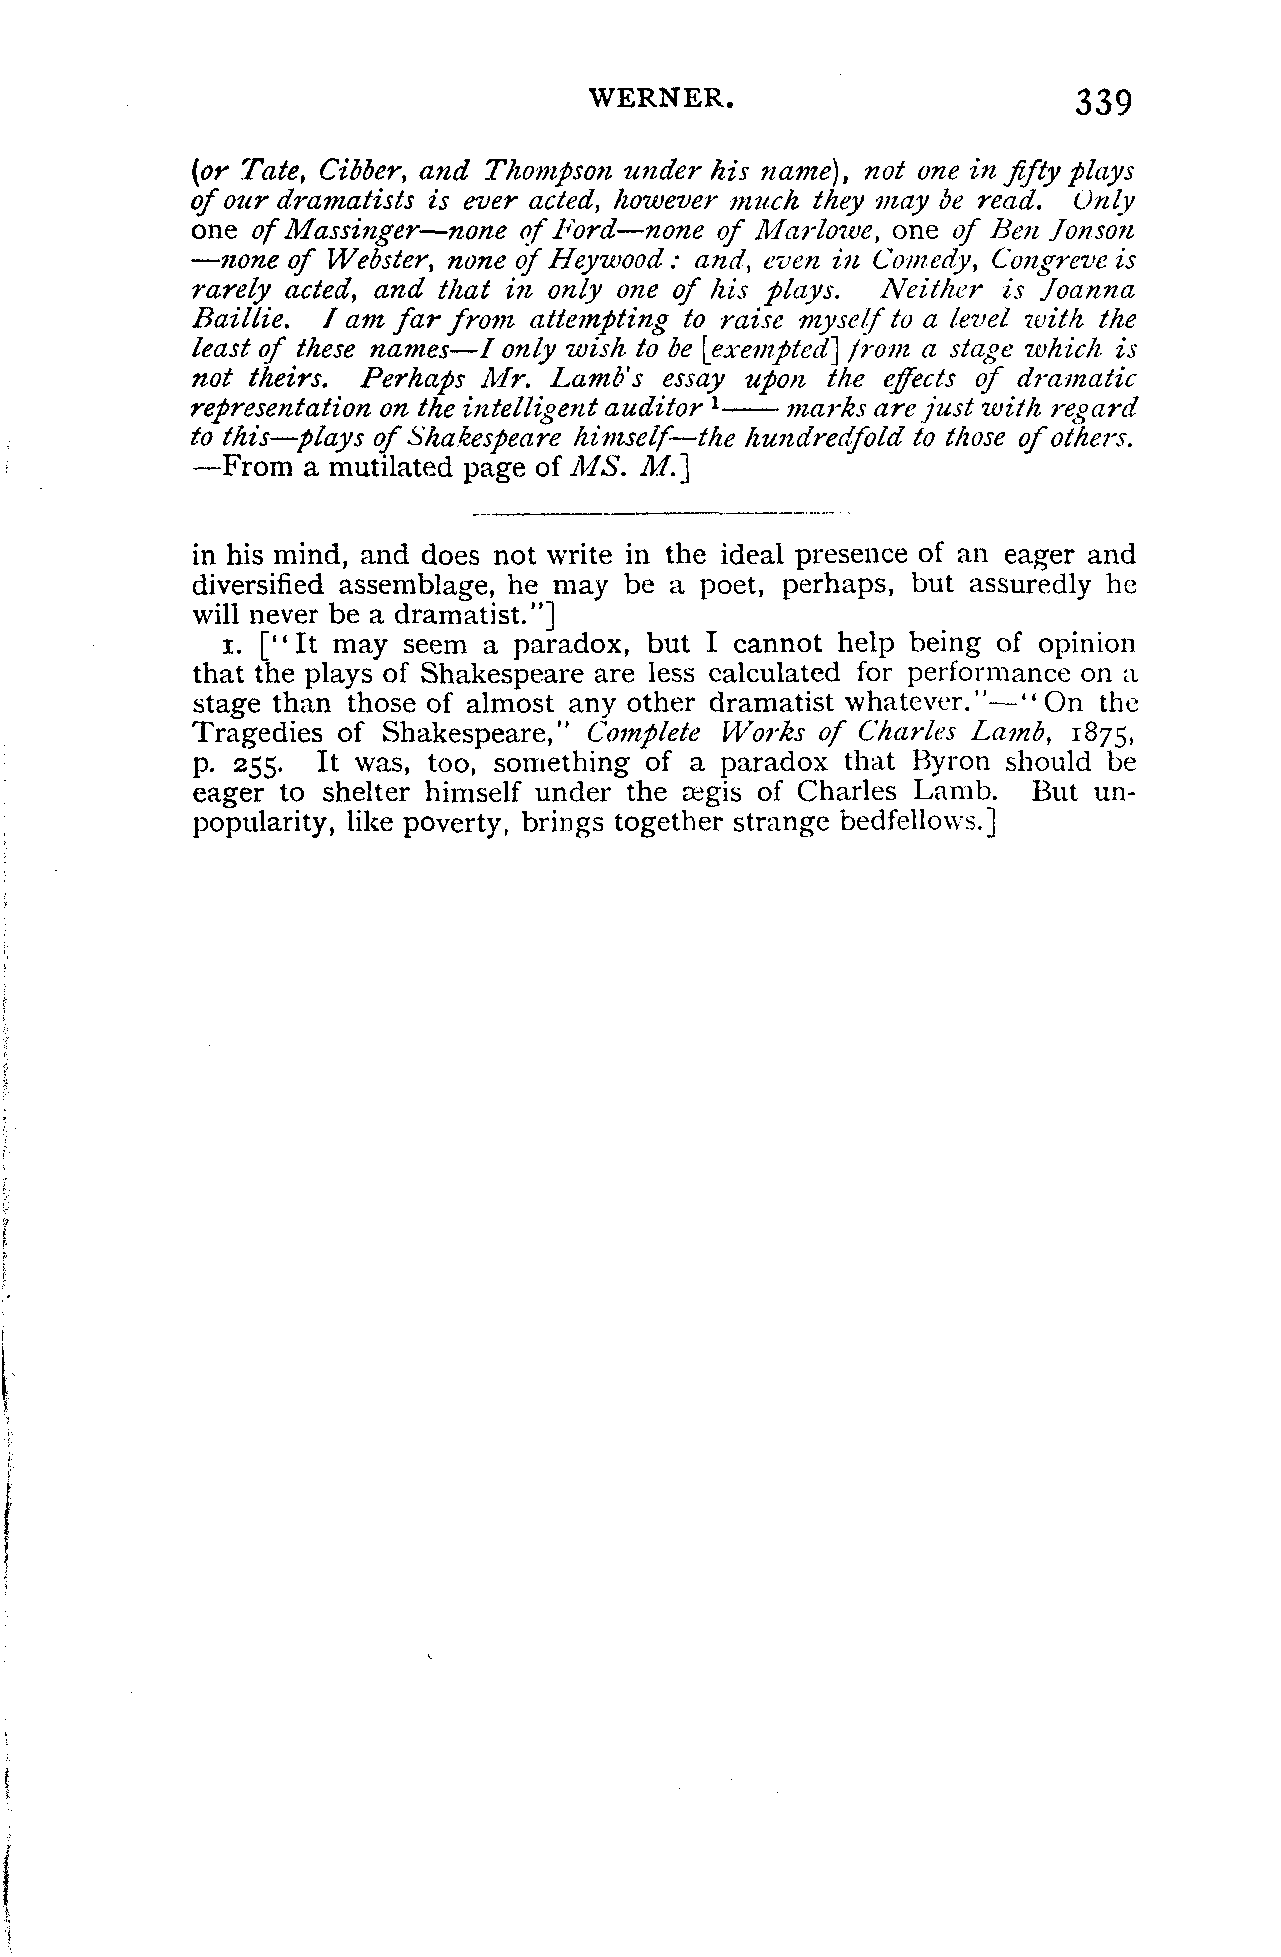 WERNER. 339
(or Tate, Cibber, and Thompson under his name), not one in fifty plays
of our dramatists is ever acted, however much they may be read. Only
one of Massinger—none of Ford—none of Marlowe, one of Ben Jonson
—none of Webster, none of Heywood: and, even in Comedy, Congreve is
rarely acted, and that in only one of his plays. Neither is Joanna
Baillie. I am far from attempting to raise myself to a level with the
least of these names—I only wish to be [exempted] from a stage which is
not theirs. Perhaps Mr. Lamb's essay upon the effects of dramatic
representation on the intelligent auditor ¹—— marks are just with regard
to this—plays of Shakespeare himself—the hundredfold to those of others.
—From a mutilated page of MS. M.]
in his mind, and does not write in the ideal presence of an eager and
diversified assemblage, he may be a poet, perhaps, but assuredly he
will never be a dramatist."]
1. ["It may seem a paradox, but I cannot help being of opinion
that the plays of Shakespeare are less calculated for performance on a
stage than those of almost any other dramatist whatever."—"On the
Tragedies of Shakespeare," Complete Works of Charles Lamb, 1875,
p. 255. It was, too, something of a paradox that Byron should be
eager to shelter himself under the ægis of Charles Lamb. But un-
popularity, like poverty, brings together strange bedfellows.]